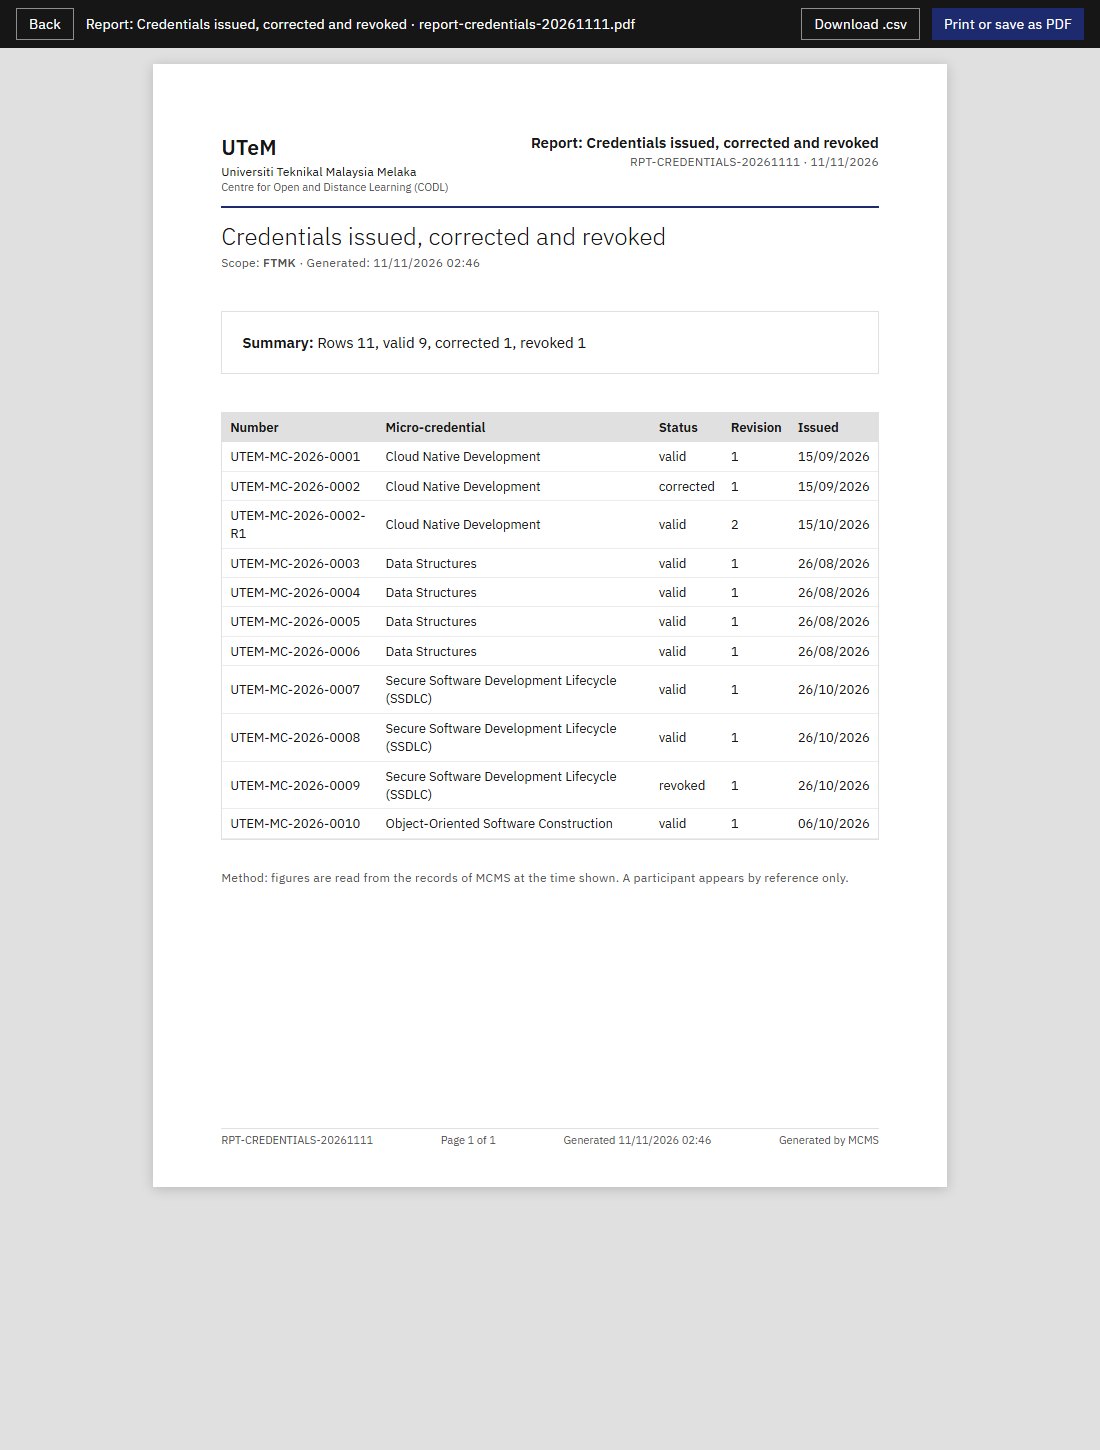 Back
Report: Credentials issued, corrected and revoked · report-credentials-20261111.pdf
Download .csv
Print or save as PDF
UTeM
Universiti Teknikal Malaysia Melaka
Centre for Open and Distance Learning (CODL)
Report: Credentials issued, corrected and revoked
RPT-CREDENTIALS-20261111 · 11/11/2026
Credentials issued, corrected and revoked
Scope: FTMK · Generated: 11/11/2026 02:46
Summary: Rows 11, valid 9, corrected 1, revoked 1
Number Micro-credential Status Revision Issued
UTEM-MC-2026-0001 Cloud Native Development valid 1 15/09/2026
UTEM-MC-2026-0002 Cloud Native Development corrected 1 15/09/2026
UTEM-MC-2026-0002-
R1 Cloud Native Development valid 2 15/10/2026
UTEM-MC-2026-0003 Data Structures valid 1 26/08/2026
UTEM-MC-2026-0004 Data Structures valid 1 26/08/2026
UTEM-MC-2026-0005 Data Structures valid 1 26/08/2026
UTEM-MC-2026-0006 Data Structures valid 1 26/08/2026
UTEM-MC-2026-0007 Secure Software Development Lifecycle
(SSDLC) valid 1 26/10/2026
UTEM-MC-2026-0008 Secure Software Development Lifecycle
(SSDLC) valid 1 26/10/2026
UTEM-MC-2026-0009 Secure Software Development Lifecycle
(SSDLC) revoked 1 26/10/2026
UTEM-MC-2026-0010 Object-Oriented Software Construction valid 1 06/10/2026
Method: figures are read from the records of MCMS at the time shown. A participant appears by reference only.
RPT-CREDENTIALS-20261111 Page 1 of 1 Generated 11/11/2026 02:46 Generated by MCMS